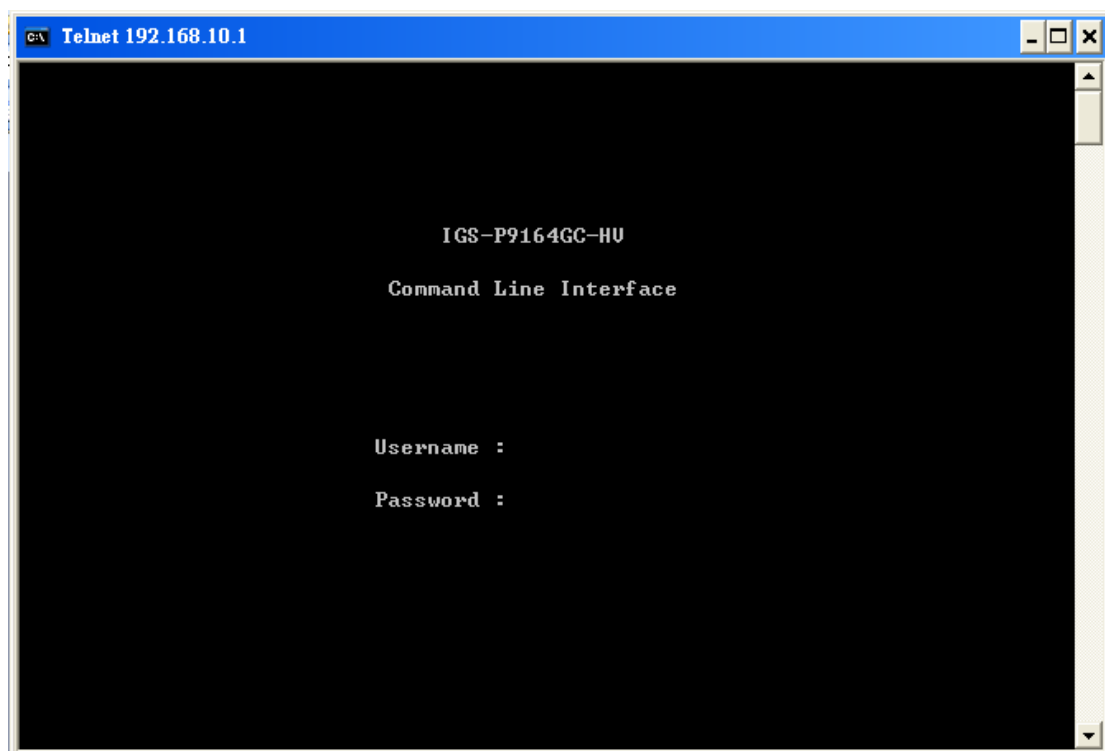 Telnet 192.168.10.1
IGS-P9164GC-HV
Command Line Interface
Username :
Password :